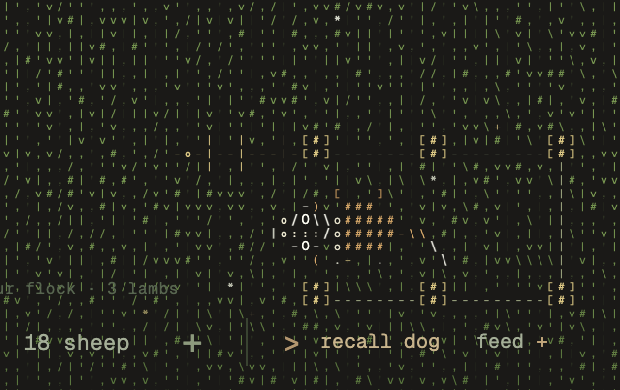 ur flock · 3 lambs
18 sheep + > recall dog feed +